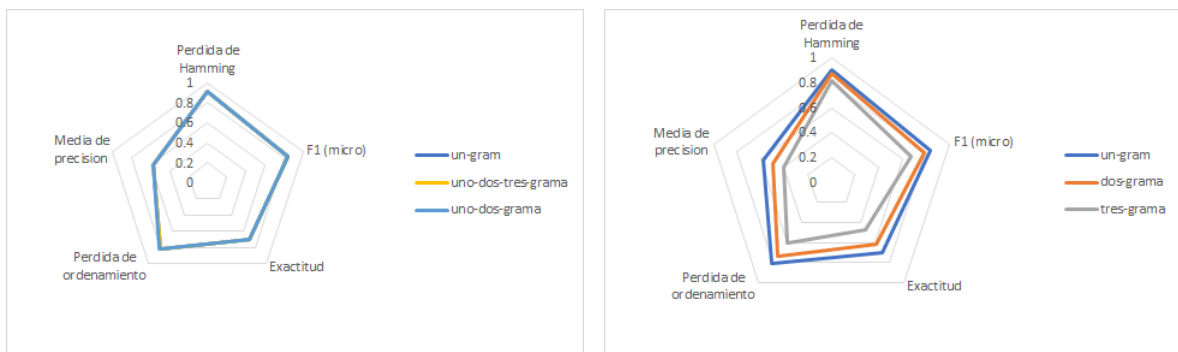 Perdida de
Hamming
1
0.8
0.6
0.4
0.2
0
F1 (micro)
Exactitud
Perdida de
ordenamiento
Media de
precision
un-gram
uno-dos-tres-grama
uno-dos-grama
Perdida de
Hamming
1
0.8
0.6
0.4
0.2
0
F1 (micro)
Exactitud
Perdida de
ordenamiento
Media de
precision
un-gram
dos-grama
tres-grama